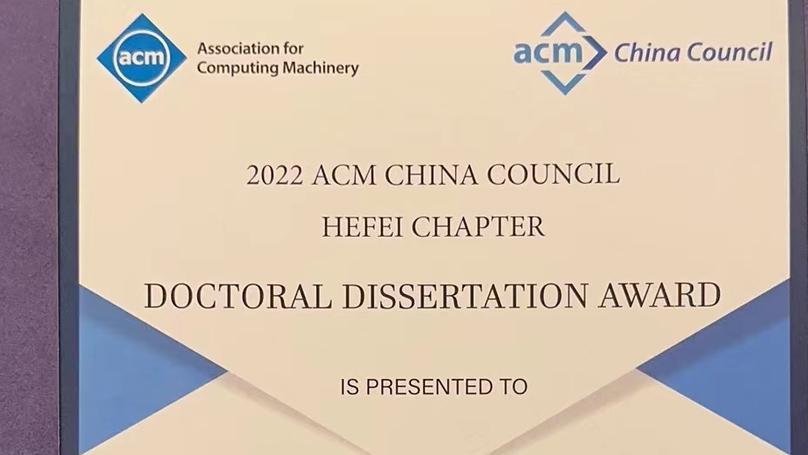 acm
Association for
Computing Machinery
acm China Council
2022 ACM CHINA COUNCIL
HEFEI CHAPTER
DOCTORAL DISSERTATION AWARD
IS PRESENTED TO